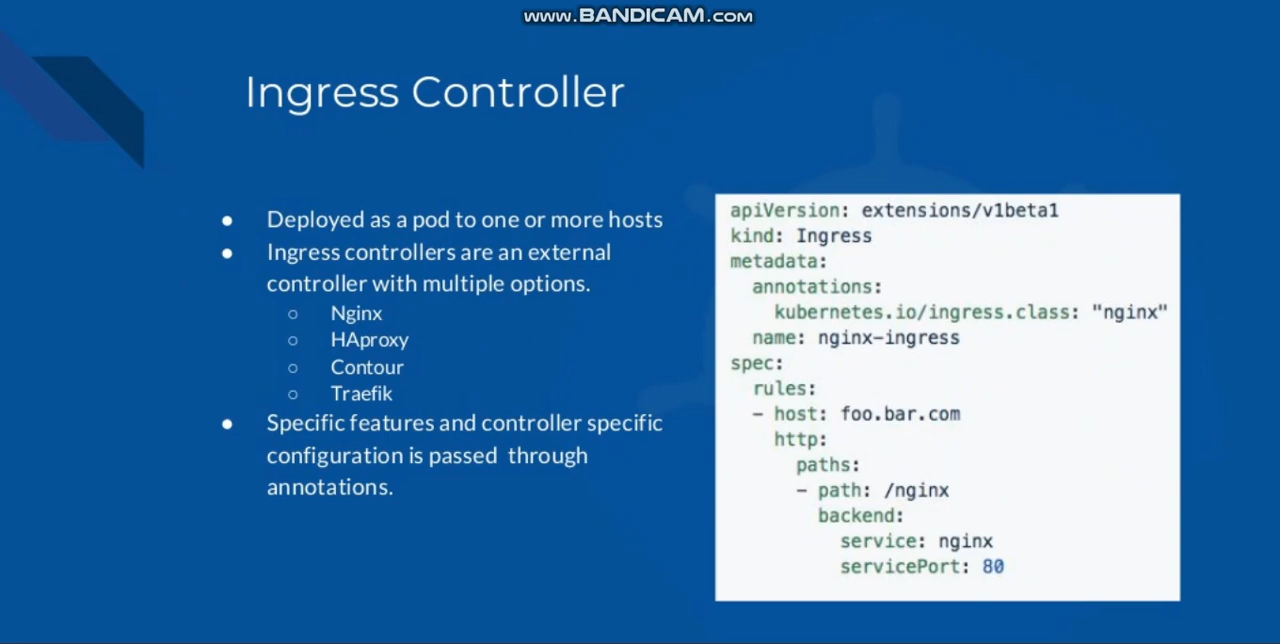 www.BANDICAM.com
Ingress Controller
● Deployed as a pod to one or more hosts
● Ingress controllers are an external
controller with multiple options.
○ Nginx
○ HAproxy
○ Contour
○ Traefik
● Specific features and controller specific
configuration is passed through
annotations.
apiVersion: extensions/v1beta1
kind: Ingress
metadata:
  annotations:
    kubernetes.io/ingress.class: "nginx"
  name: nginx-ingress
spec:
  rules:
  - host: foo.bar.com
    http:
      paths:
      - path: /nginx
        backend:
          service: nginx
          servicePort: 80